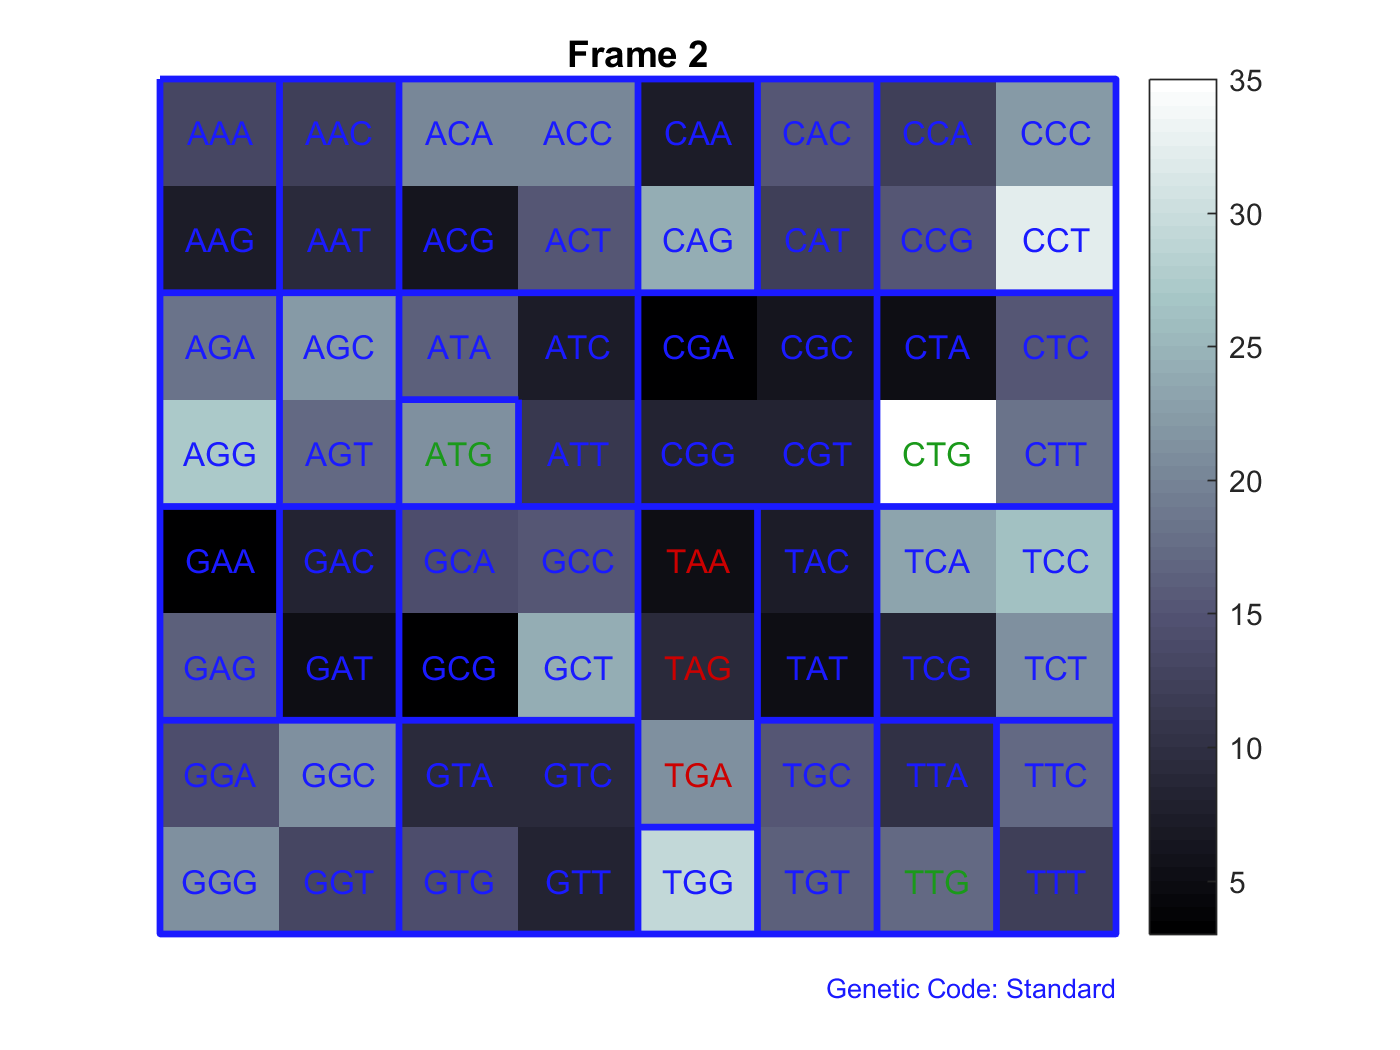 Frame 2
AAA AAC ACA ACC CAA CAC CCA CCC
AAG AAT ACG ACT CAG CAT CCG CCT
AGA AGC ATA ATC CGA CGC CTA CTC
AGG AGT ATG ATT CGG CGT CTG CTT
GAA GAC GCA GCC TAA TAC TCA TCC
GAG GAT GCG GCT TAG TAT TCG TCT
GGA GGC GTA GTC TGA TGC TTA TTC
GGG GGT GTG GTT TGG TGT TTG TTT
35
30
25
20
15
10
5
Genetic Code: Standard